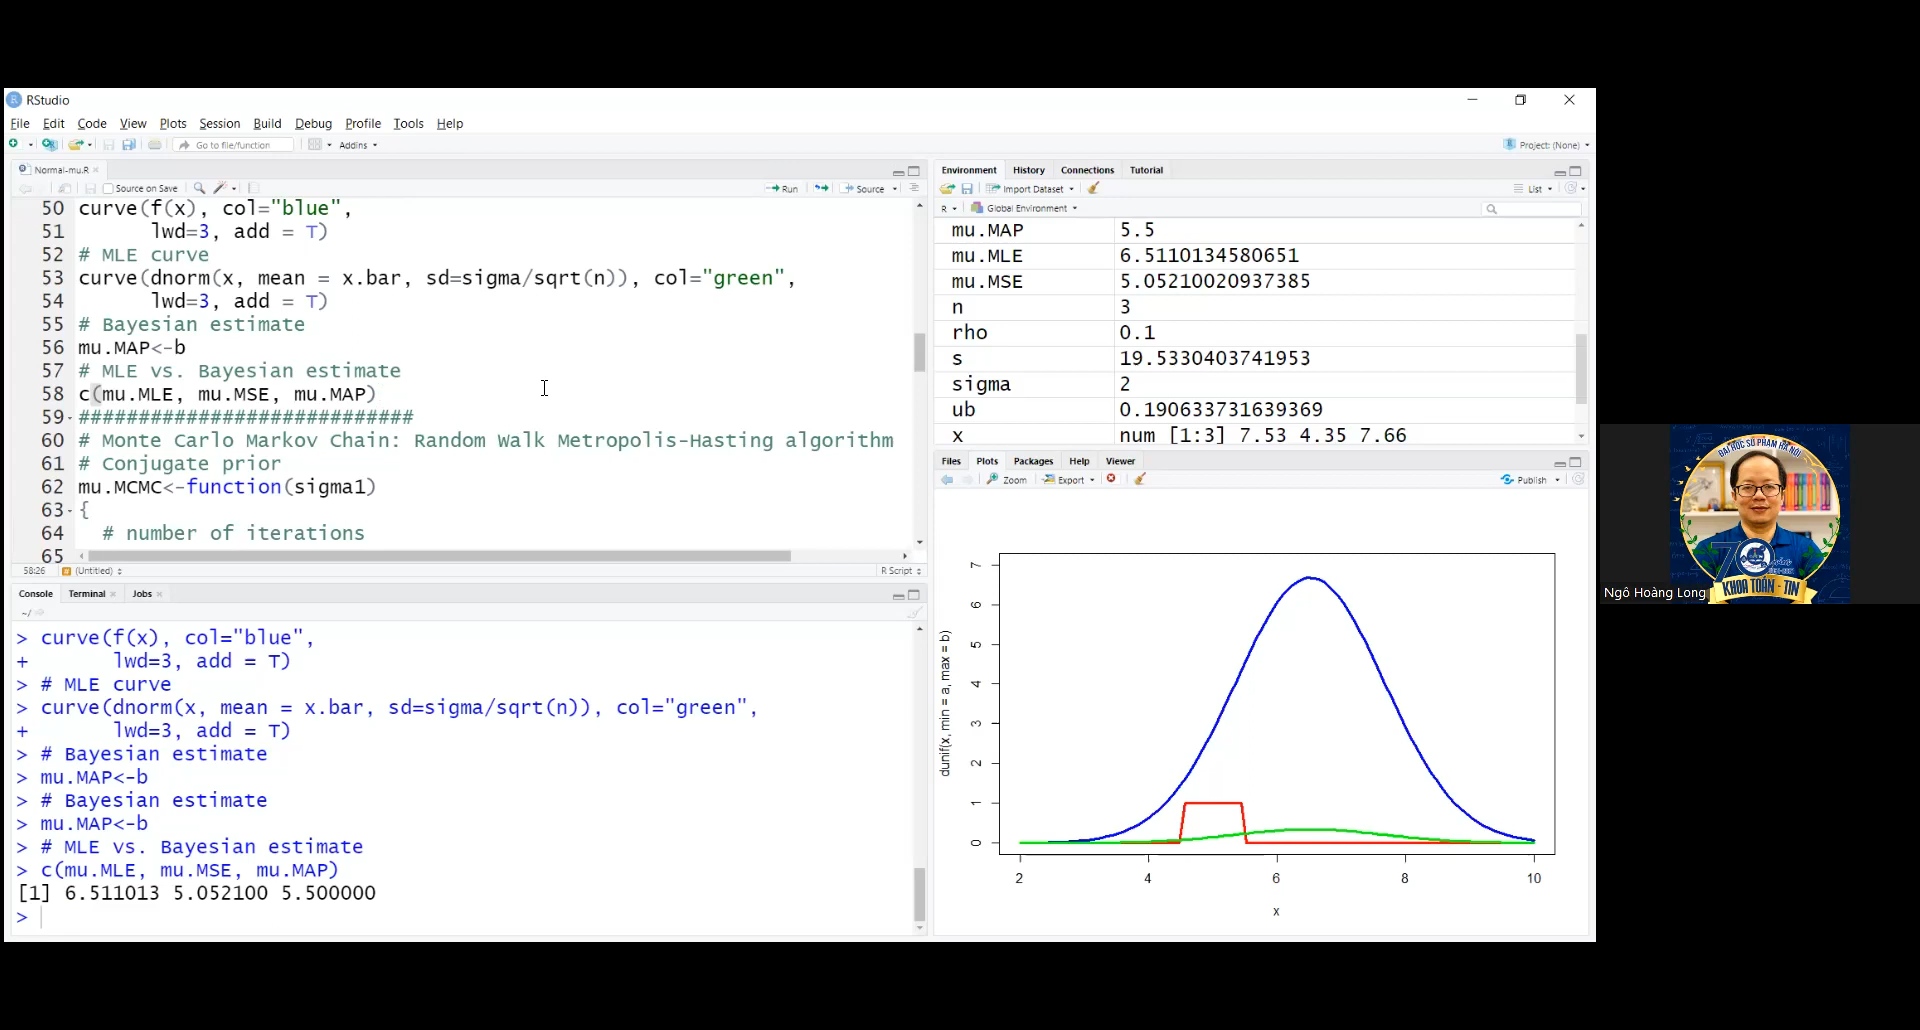 RStudio
File Edit Code View Plots Session Build Debug Profile Tools Help
Go to file/function Addins Project: (None)
Normal-mu.R
Source on Save Run Source
50 curve(f(x), col="blue",
51 lwd=3, add = T)
52 # MLE curve
53 curve(dnorm(x, mean = x.bar, sd=sigma/sqrt(n)), col="green",
54 lwd=3, add = T)
55 # Bayesian estimate
56 mu.MAP<-b
57 # MLE vs. Bayesian estimate
58 c(mu.MLE, mu.MSE, mu.MAP)
59 ############################
60 # Monte Carlo Markov Chain: Random Walk Metropolis-Hasting algorithm
61 # Conjugate prior
62 mu.MCMC<-function(sigma1)
63 {
64 # number of iterations
65
58:26 (Untitled) R Script
Console Terminal Jobs
~/
> curve(f(x), col="blue",
+ lwd=3, add = T)
> # MLE curve
> curve(dnorm(x, mean = x.bar, sd=sigma/sqrt(n)), col="green",
+ lwd=3, add = T)
> # Bayesian estimate
> mu.MAP<-b
> # Bayesian estimate
> mu.MAP<-b
> # MLE vs. Bayesian estimate
> c(mu.MLE, mu.MSE, mu.MAP)
[1] 6.511013 5.052100 5.500000
>
Environment History Connections Tutorial
Import Dataset List
R Global Environment
mu.MAP 5.5
mu.MLE 6.5110134580651
mu.MSE 5.05210020937385
n 3
rho 0.1
s 19.5330403741953
sigma 2
ub 0.190633731639369
x num [1:3] 7.53 4.35 7.66
Files Plots Packages Help Viewer
Zoom Export Publish
dunif(x, min = a, max = b)
7
6
5
4
3
2
1
0
2 4 6 8 10
x
ĐẠI HỌC SƯ PHẠM HÀ NỘI
70
KHOA TOÁN - TIN
Ngô Hoàng Long